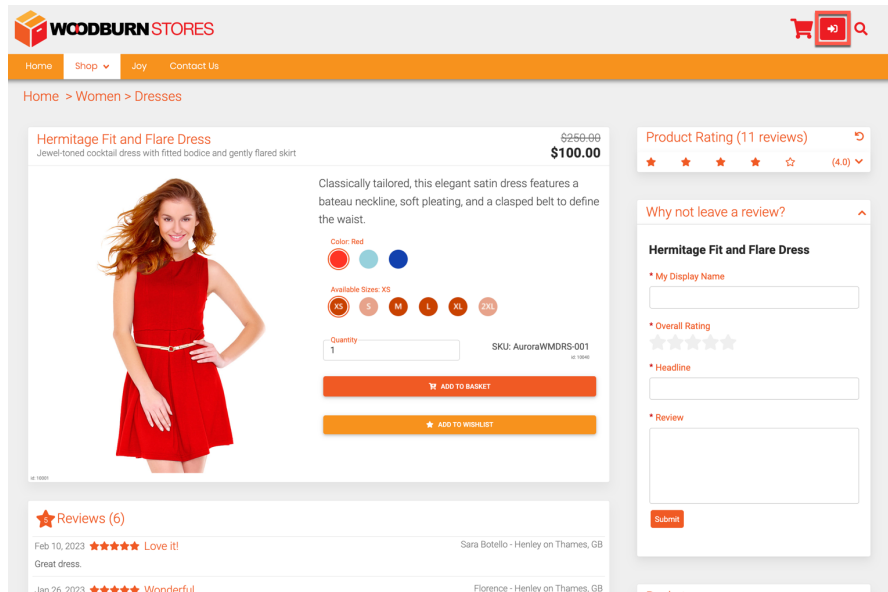 WOODBURN STORES
Home Shop Joy Contact Us
Home > Women > Dresses
Hermitage Fit and Flare Dress
$250.00
Jewel-toned cocktail dress with fitted bodice and gently flared skirt
$100.00
Classically tailored, this elegant satin dress features a
bateau neckline, soft pleating, and a clasped belt to define
the waist.
Color: Red
Available Sizes: XS
XS S M L XL 2XL
Quantity
1
SKU: AuroraWMDRS-001
id: 10040
ADD TO BASKET
ADD TO WISHLIST
id: 10001
Product Rating (11 reviews)
(4.0)
Why not leave a review?
Hermitage Fit and Flare Dress
* My Display Name
* Overall Rating
* Headline
* Review
Submit
5 Reviews (6)
Feb 10, 2023 Love it! Sara Botello - Henley on Thames, GB
Great dress.
Jan 26, 2023 Wonderful Florence - Henley on Thames, GB